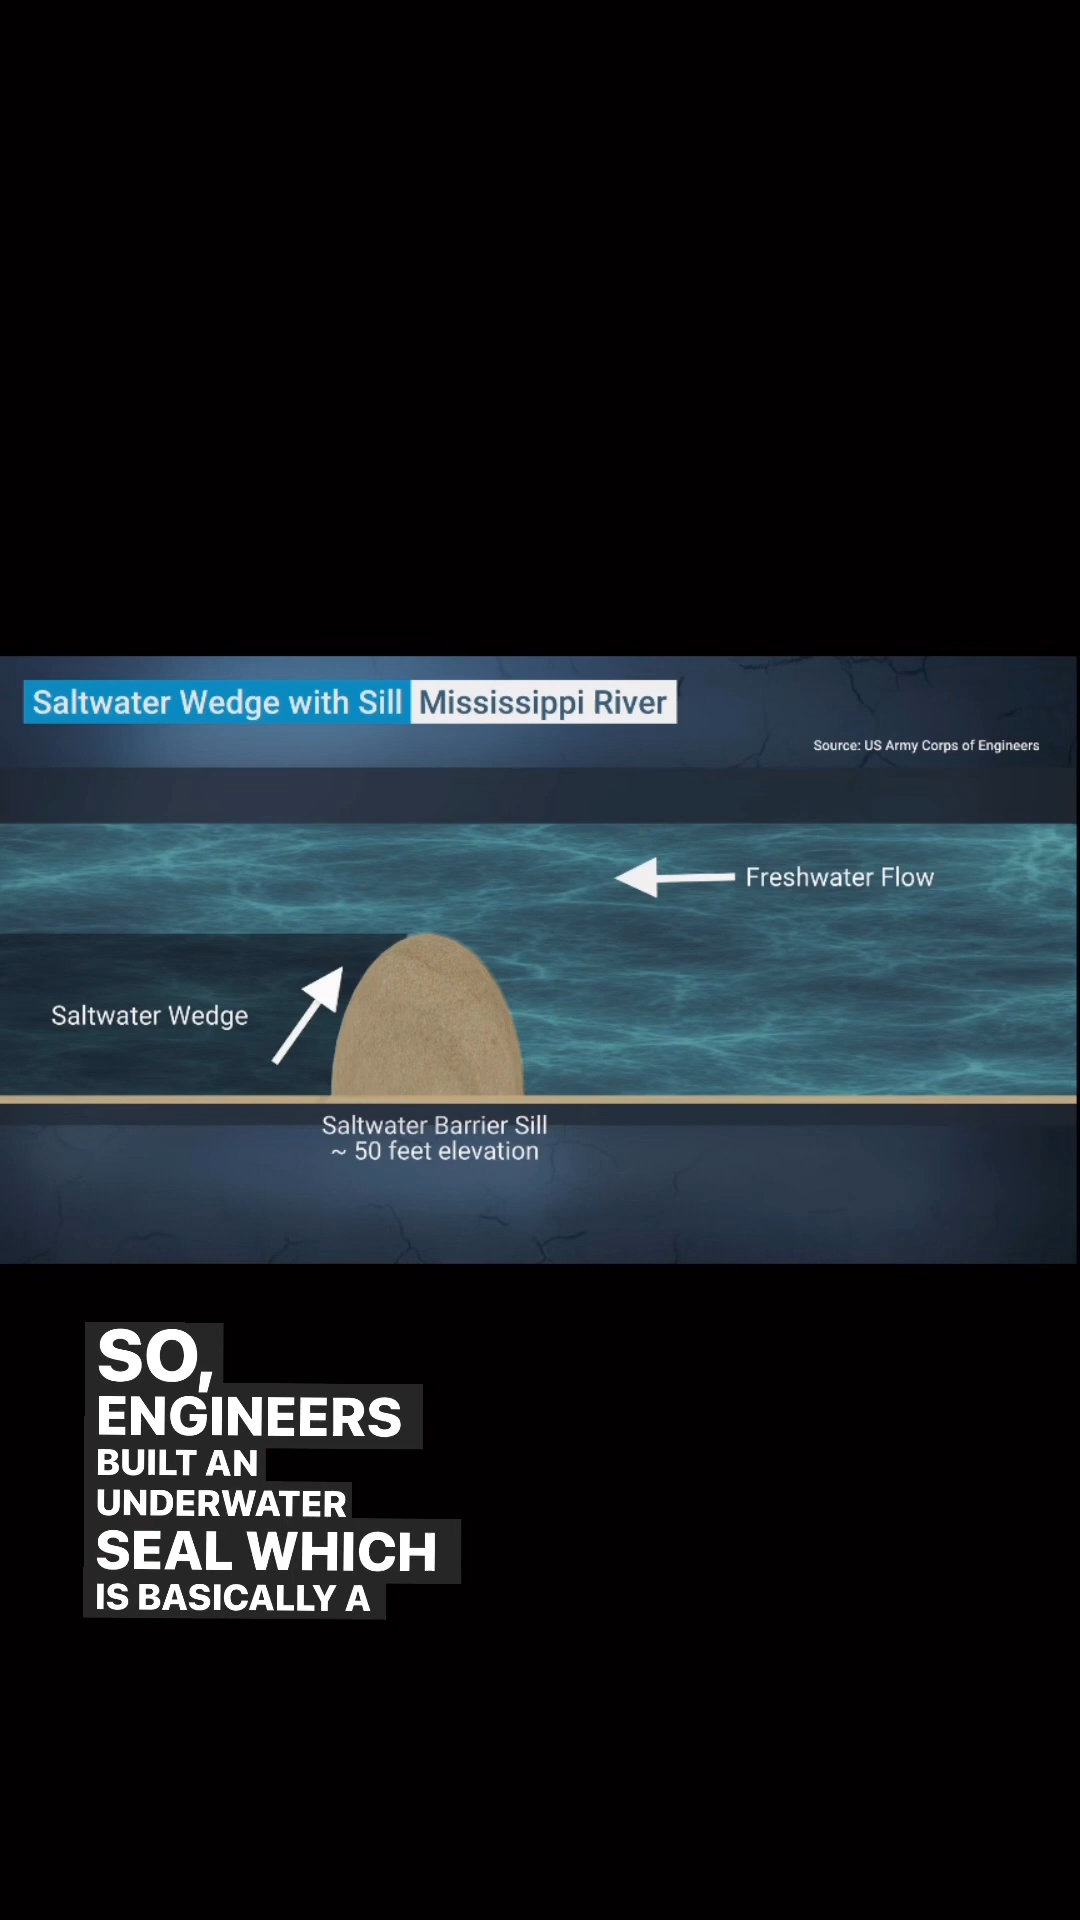 Saltwater Wedge with Sill Mississippi River
Source: US Army Corps of Engineers
Freshwater Flow
Saltwater Wedge
Saltwater Barrier Sill
~ 50 feet elevation
SO,
ENGINEERS
BUILT AN
UNDERWATER
SEAL WHICH
IS BASICALLY A